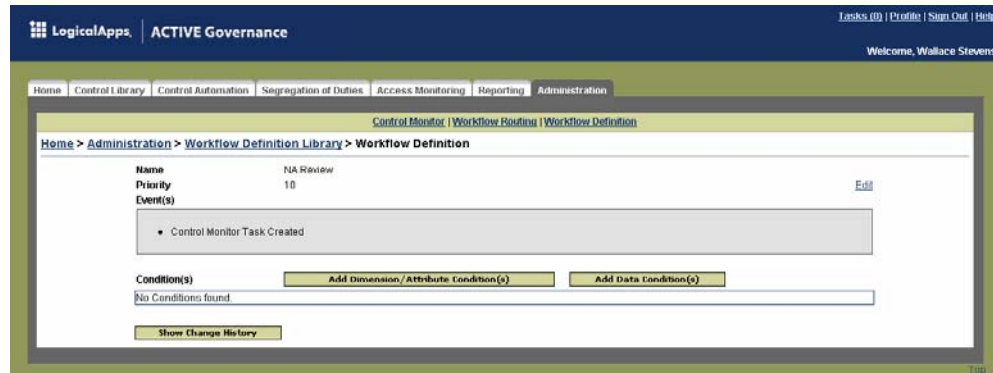 Tasks (0) | Profile | Sign Out | Help
LogicalApps. ACTIVE Governance
Welcome, Wallace Stevens
Home Control Library Control Automation Segregation of Duties Access Monitoring Reporting Administration
Control Monitor | Workflow Routing | Workflow Definition
Home > Administration > Workflow Definition Library > Workflow Definition
Name NA Review
Priority 10 Edit
Event(s)
• Control Monitor Task Created
Condition(s) Add Dimension/Attribute Condition(s) Add Data Condition(s)
No Conditions found.
Show Change History
Top